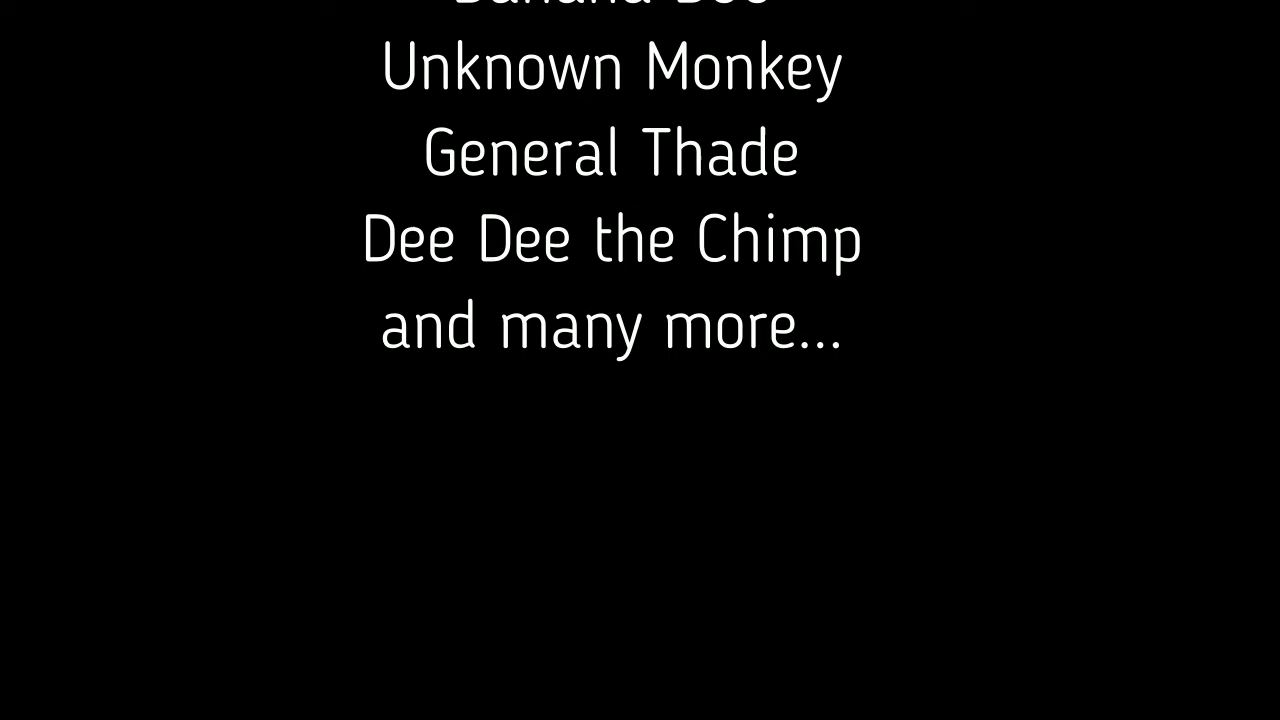 Unknown Monkey
General Thade
Dee Dee the Chimp
and many more...